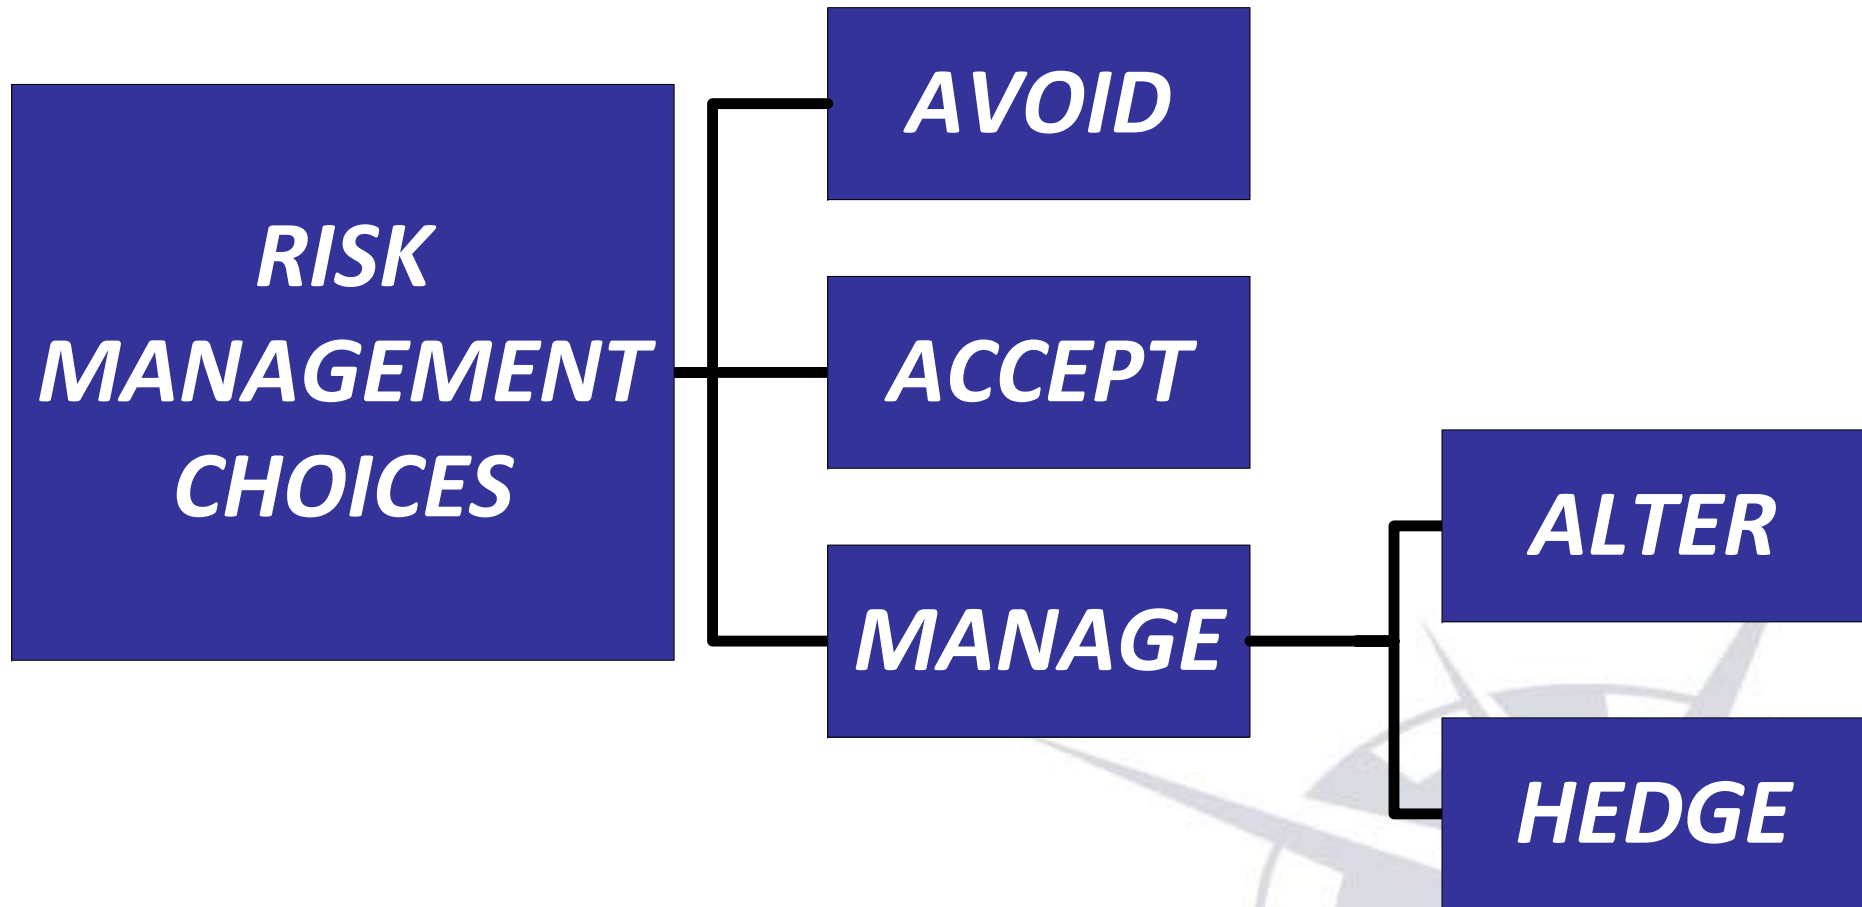 RISK
MANAGEMENT
CHOICES
AVOID
ACCEPT
MANAGE
ALTER
HEDGE